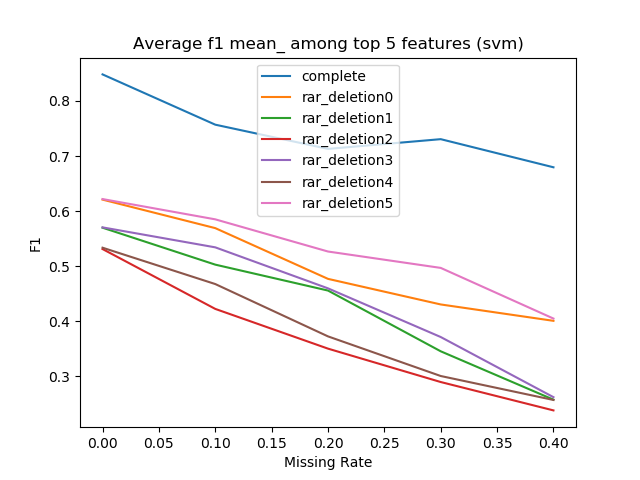 Average f1 mean_ among top 5 features (svm)
complete
rar_deletion0
rar_deletion1
rar_deletion2
rar_deletion3
rar_deletion4
rar_deletion5
F1
0.8
0.7
0.6
0.5
0.4
0.3
0.00 0.05 0.10 0.15 0.20 0.25 0.30 0.35 0.40
Missing Rate